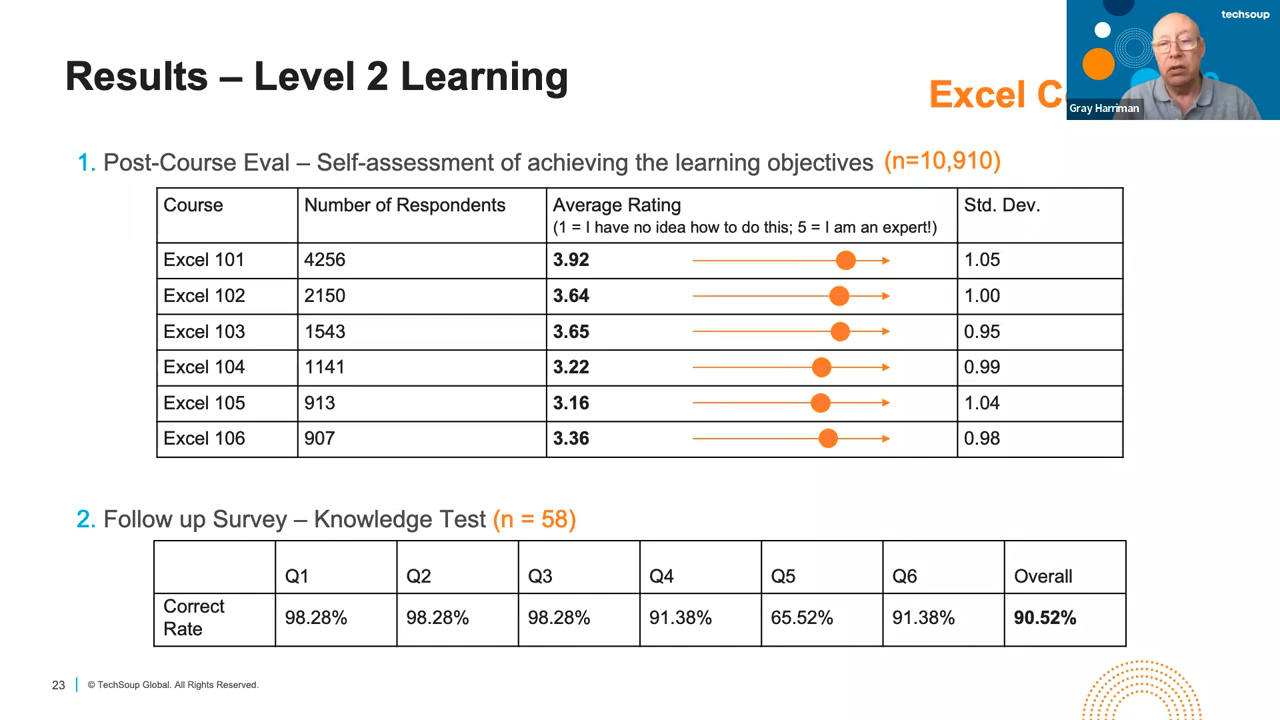 techsoup
Gray Harriman
Results – Level 2 Learning
Excel
1. Post-Course Eval – Self-assessment of achieving the learning objectives (n=10,910)
Course Number of Respondents Average Rating Std. Dev.
(1 = I have no idea how to do this; 5 = I am an expert!)
Excel 101 4256 3.92 1.05
Excel 102 2150 3.64 1.00
Excel 103 1543 3.65 0.95
Excel 104 1141 3.22 0.99
Excel 105 913 3.16 1.04
Excel 106 907 3.36 0.98
2. Follow up Survey – Knowledge Test (n = 58)
Q1 Q2 Q3 Q4 Q5 Q6 Overall
Correct
Rate 98.28% 98.28% 98.28% 91.38% 65.52% 91.38% 90.52%
23 © TechSoup Global. All Rights Reserved.